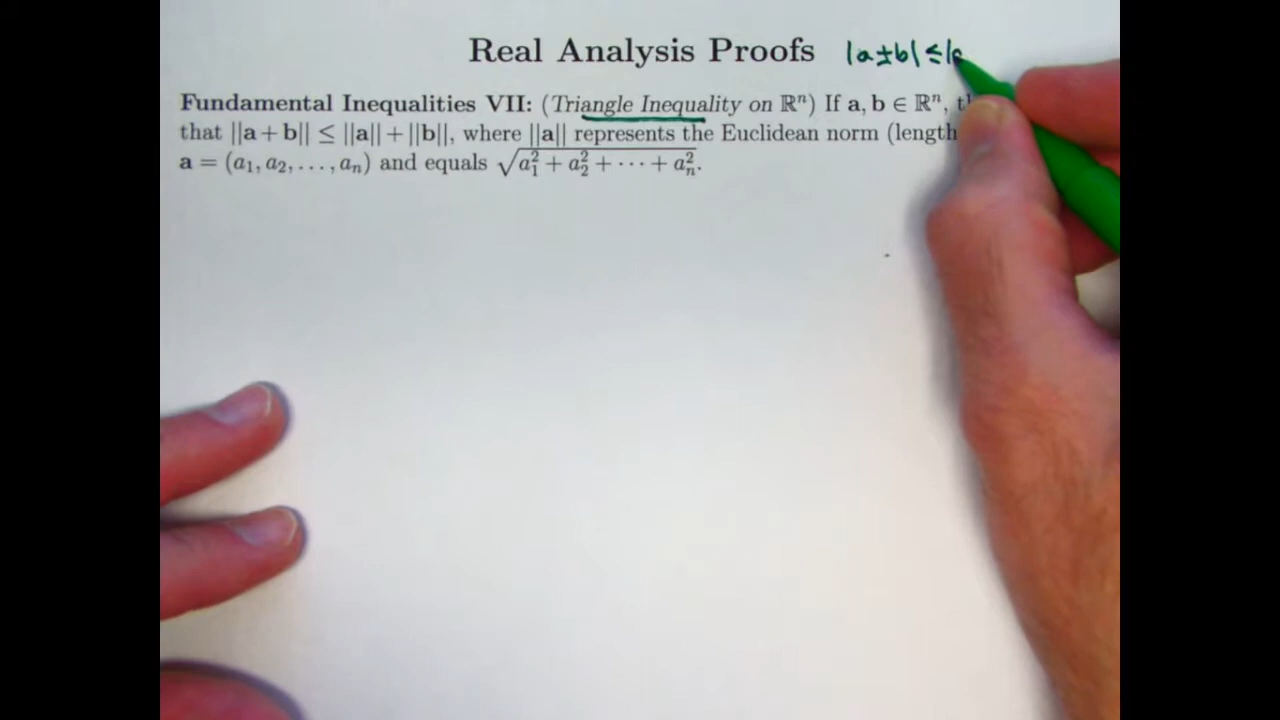 Real Analysis Proofs |a±b| ≤ |a
Fundamental Inequalities VII: (Triangle Inequality on ℝⁿ) If a, b ∈ ℝⁿ,
that ||a + b|| ≤ ||a|| + ||b||, where ||a|| represents the Euclidean norm (length
a = (a₁, a₂, . . . , aₙ) and equals √(a₁² + a₂² + · · · + aₙ²).